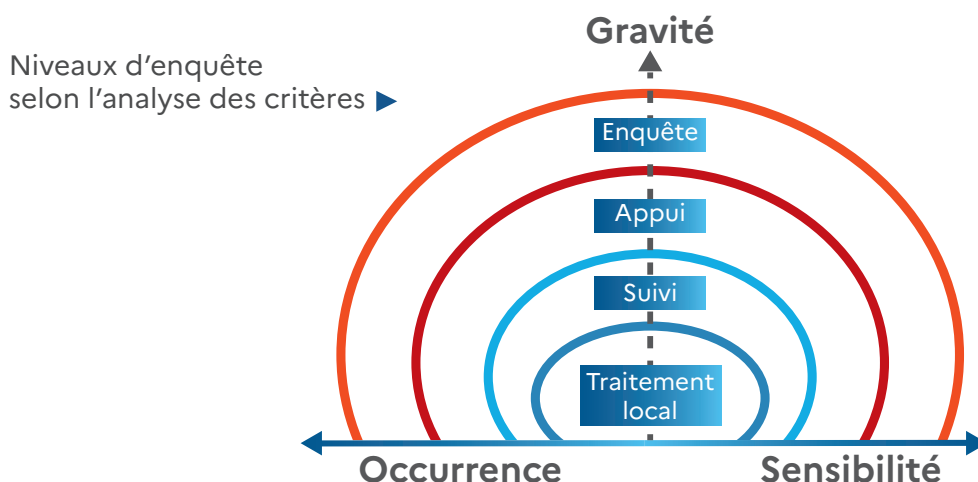 Gravité
Niveaux d’enquête
selon l’analyse des critères
Enquête
Appui
Suivi
Traitement
local
Occurrence
Sensibilité